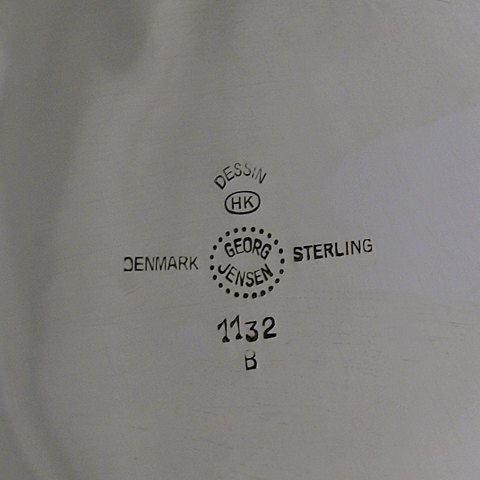 DESSIN
HK
GEORG
DENMARK JENSEN STERLING
1132
B